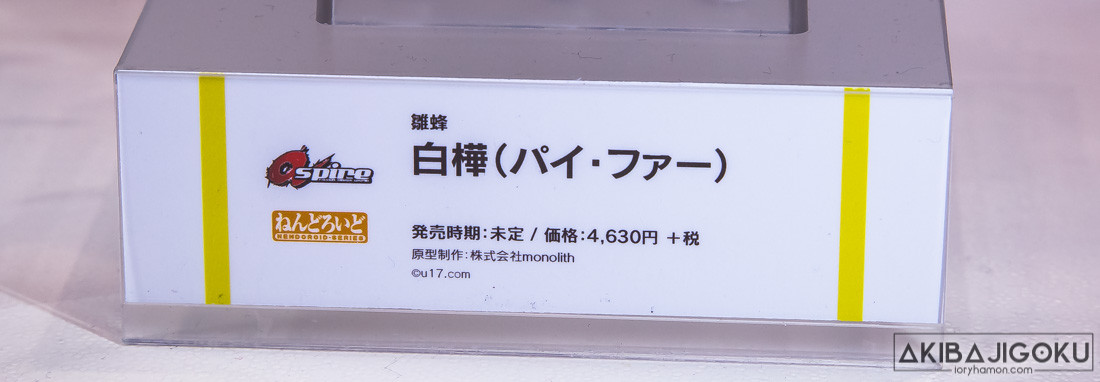 雛蜂
白樺（パイ・ファー）
spire
ねんどろいど
NENDOROID-SERIES
発売時期：未定 / 価格：4,630円 +税
原型制作：株式会社monolith
©u17.com
AKIBAJIGOKU
ioryhamon.com